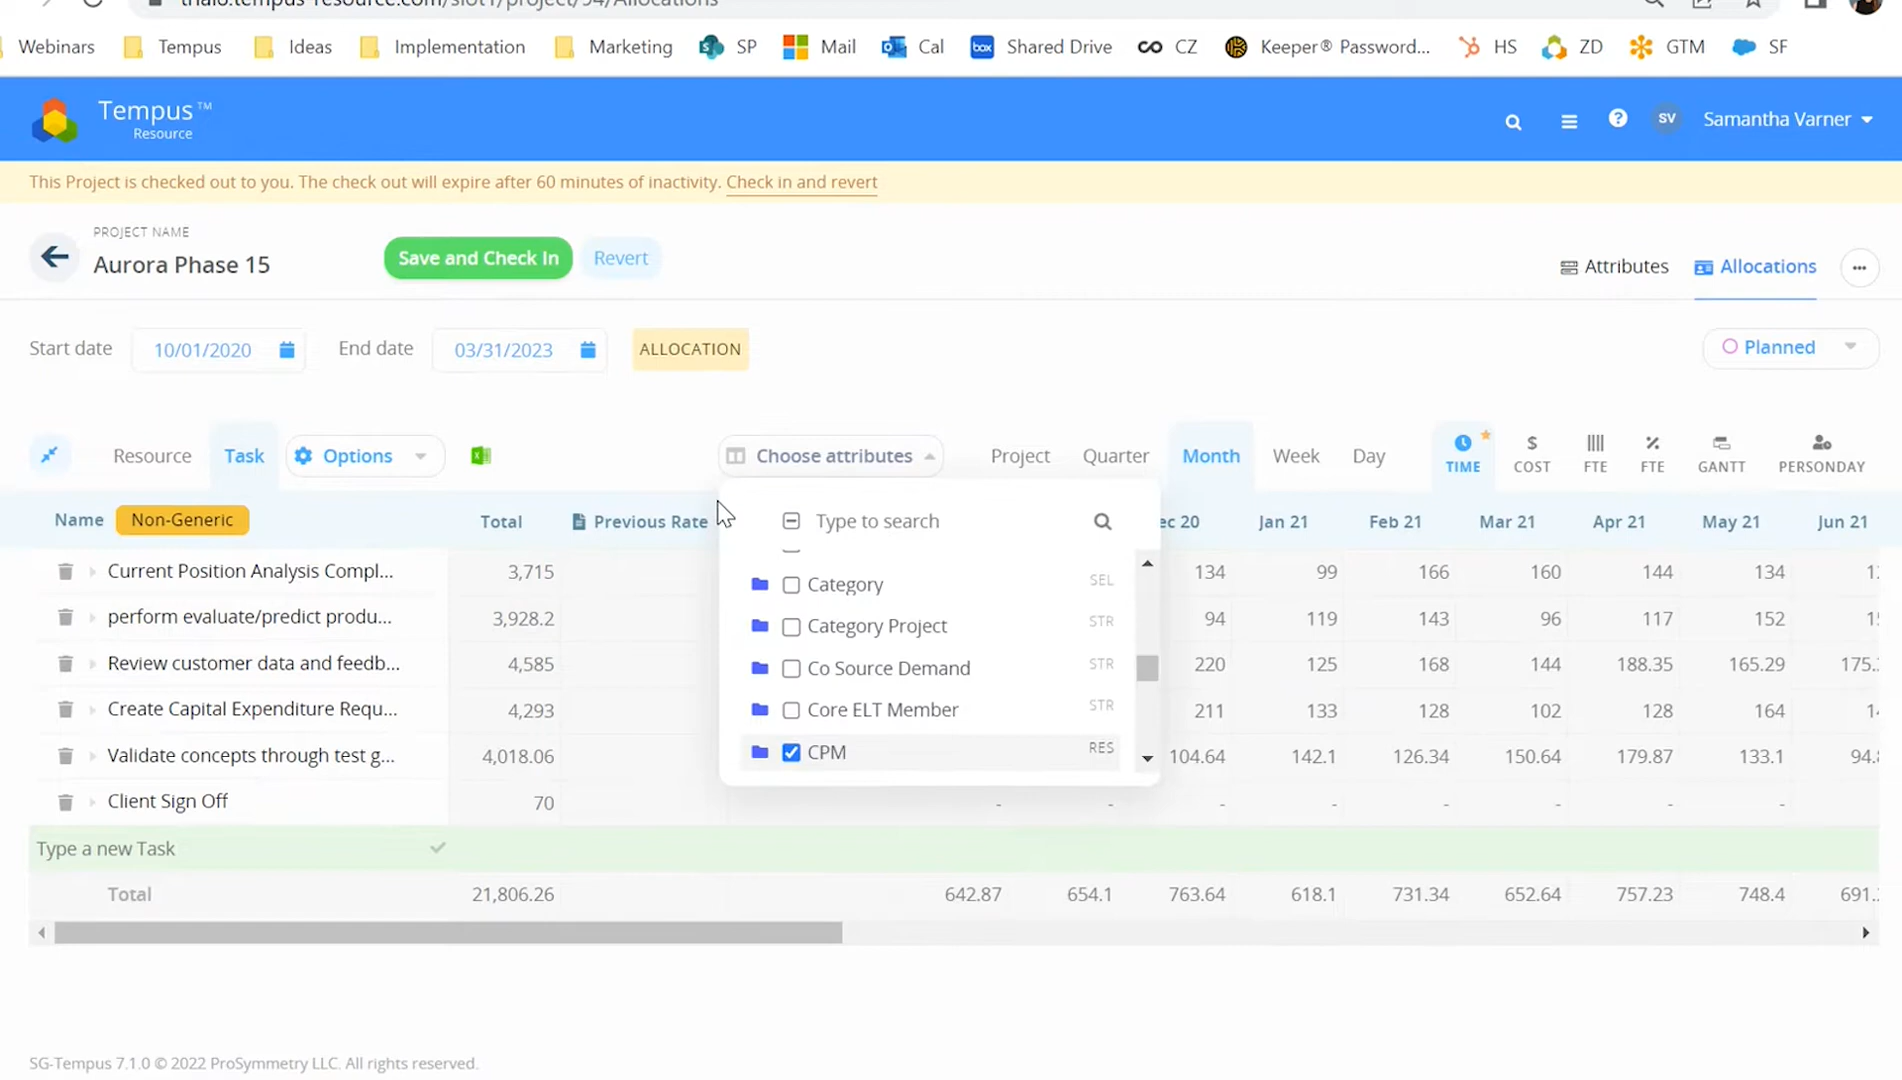 Webinars Tempus Ideas Implementation Marketing SP Mail Cal box Shared Drive CZ Keeper® Password... HS ZD GTM SF
Tempus™
Resource
SV Samantha Varner
This Project is checked out to you. The check out will expire after 60 minutes of inactivity. Check in and revert
PROJECT NAME
Aurora Phase 15
Save and Check In Revert
Attributes Allocations ...
Start date 10/01/2020 End date 03/31/2023 ALLOCATION Planned
Resource Task Options Choose attributes Project Quarter Month Week Day TIME COST FTE FTE GANTT PERSONDAY
Name Non-Generic Total Previous Rate Type to search ec 20 Jan 21 Feb 21 Mar 21 Apr 21 May 21 Jun 21
Current Position Analysis Compl... 3,715 134 99 166 160 144 134
Category SEL
perform evaluate/predict produ... 3,928.2 94 119 143 96 117 152
Category Project STR
Review customer data and feedb... 4,585 220 125 168 144 188.35 165.29 175.
Co Source Demand STR
Create Capital Expenditure Requ... 4,293 211 133 128 102 128 164
Core ELT Member STR
Validate concepts through test g... 4,018.06 104.64 142.1 126.34 150.64 179.87 133.1 94.
CPM RES
Client Sign Off 70 - - - - - - - -
Type a new Task
Total 21,806.26 642.87 654.1 763.64 618.1 731.34 652.64 757.23 748.4 691.
SG-Tempus 7.1.0 © 2022 ProSymmetry LLC. All rights reserved.